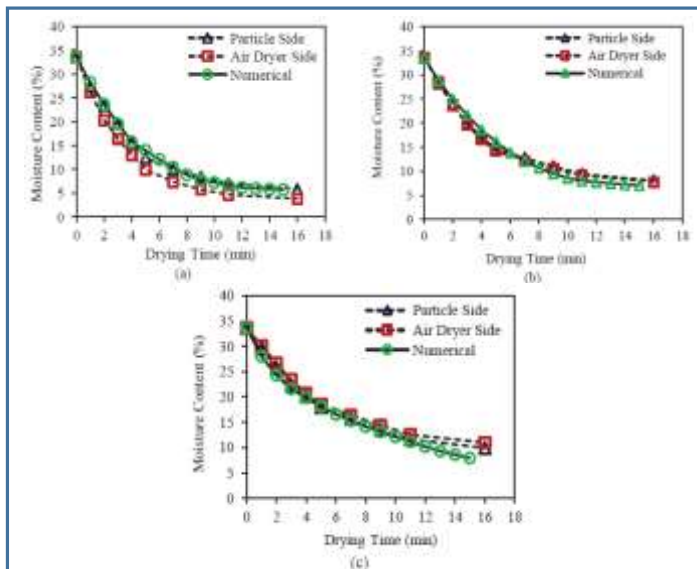 40
35
30
25
20
15
10
5
0
Moisture Content (%)
Particle Side
Air Dryer Side
Numerical
0 2 4 6 8 10 12 14 16 18
Drying Time (min)
(a)
40
35
30
25
20
15
10
5
0
Moisture Content (%)
Particle Side
Air Dryer Side
Numerical
0 2 4 6 8 10 12 14 16 18
Drying Time (min)
(b)
40
35
30
25
20
15
10
5
0
Moisture Content (%)
Particle Side
Air Dryer Side
Numerical
0 2 4 6 8 10 12 14 16 18
Drying Time (min)
(c)